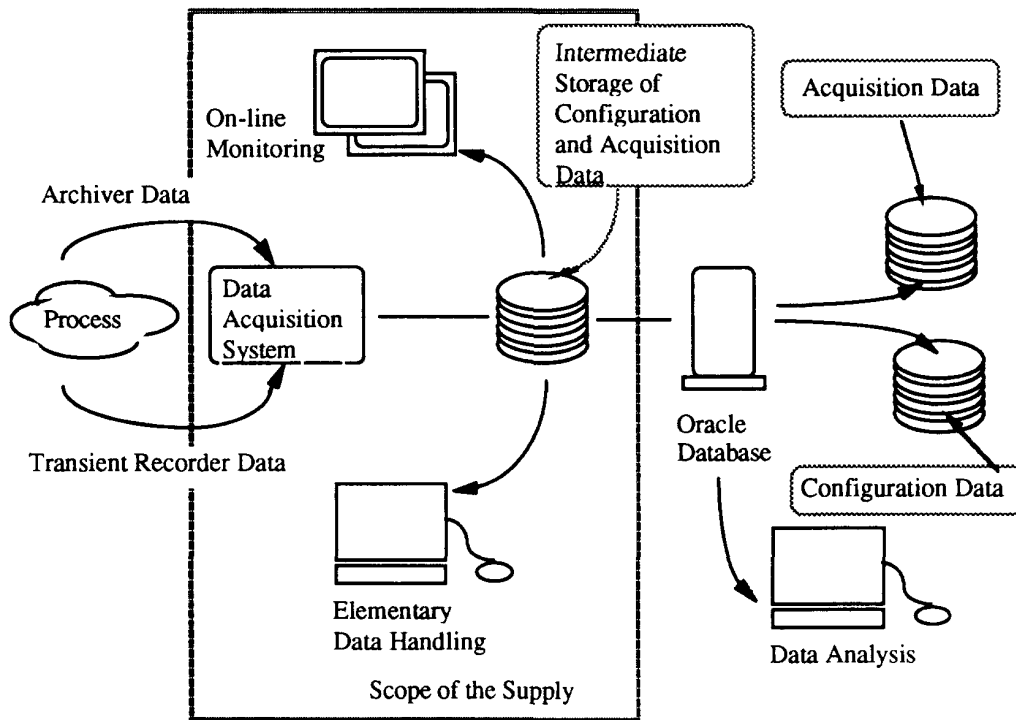 On-line
Monitoring
Intermediate
Storage of
Configuration
and Acquisition
Data
Acquisition Data
Archiver Data
Process
Data
Acquisition
System
Transient Recorder Data
Oracle
Database
Configuration Data
Elementary
Data Handling
Data Analysis
Scope of the Supply